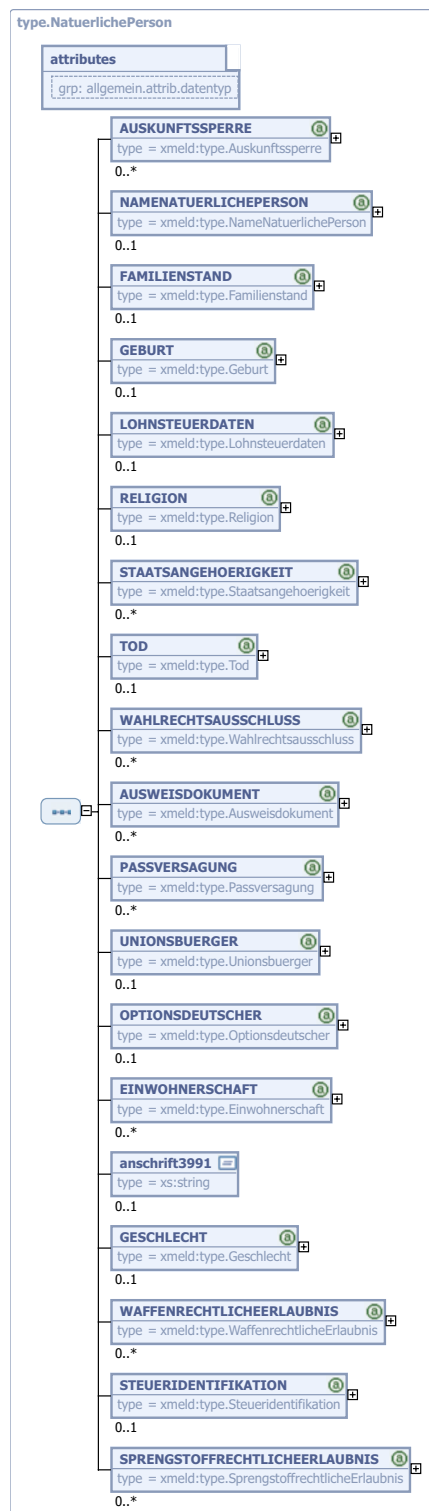 type.NatuerlichePerson
attributes
grp: allgemein.attrib.datentyp
AUSKUNFTSSPERRE
type = xmeld:type.Auskunftssperre
0..*
NAMENATUERLICHEPERSON
type = xmeld:type.NameNatuerlichePerson
0..1
FAMILIENSTAND
type = xmeld:type.Familienstand
0..1
GEBURT
type = xmeld:type.Geburt
0..1
LOHNSTEUERDATEN
type = xmeld:type.Lohnsteuerdaten
0..1
RELIGION
type = xmeld:type.Religion
0..1
STAATSANGEHOERIGKEIT
type = xmeld:type.Staatsangehoerigkeit
0..*
TOD
type = xmeld:type.Tod
0..1
WAHLRECHTSAUSSCHLUSS
type = xmeld:type.Wahlrechtsausschluss
0..*
AUSWEISDOKUMENT
type = xmeld:type.Ausweisdokument
0..*
PASSVERSAGUNG
type = xmeld:type.Passversagung
0..*
UNIONSBUERGER
type = xmeld:type.Unionsbuerger
0..1
OPTIONSDEUTSCHER
type = xmeld:type.Optionsdeutscher
0..1
EINWOHNERSCHAFT
type = xmeld:type.Einwohnerschaft
0..*
anschrift3991
type = xs:string
0..1
GESCHLECHT
type = xmeld:type.Geschlecht
0..1
WAFFENRECHTLICHEERLAUBNIS
type = xmeld:type.WaffenrechtlicheErlaubnis
0..*
STEUERIDENTIFIKATION
type = xmeld:type.Steueridentifikation
0..1
SPRENGSTOFFRECHTLICHEERLAUBNIS
type = xmeld:type.SprengstoffrechtlicheErlaubnis
0..*